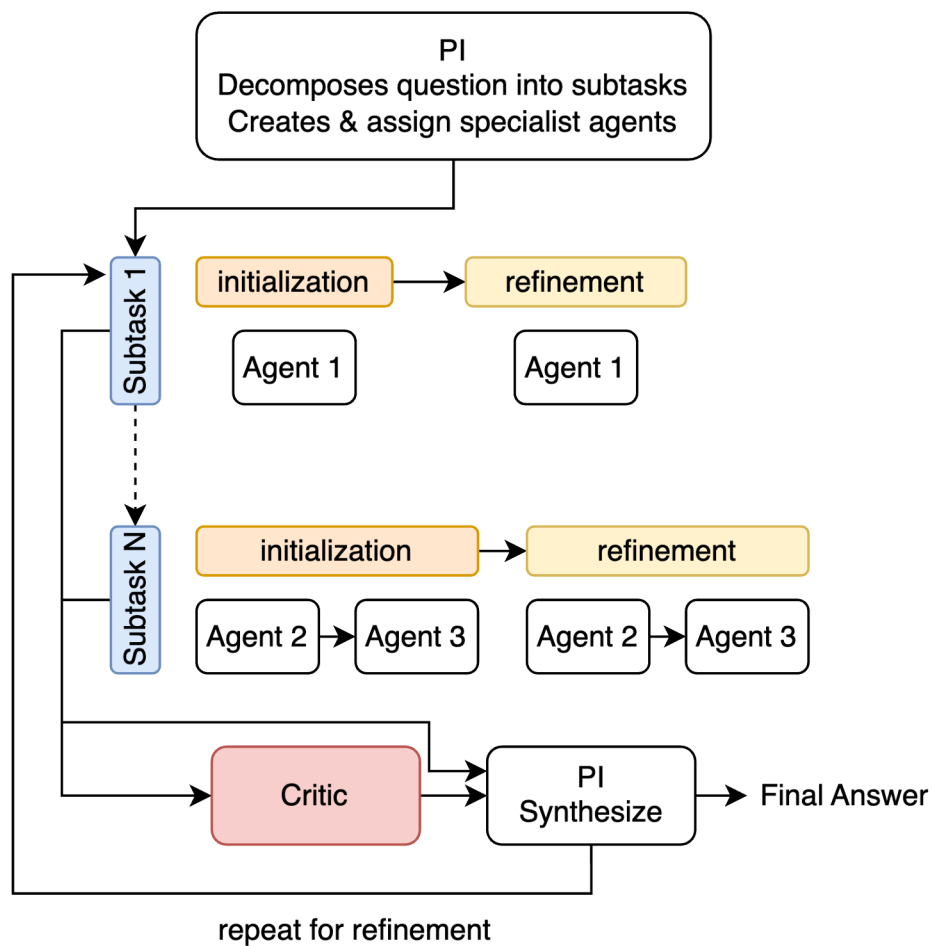 PI
Decomposes question into subtasks
Creates & assign specialist agents
Subtask 1
initialization
refinement
Agent 1
Agent 1
Subtask N
initialization
refinement
Agent 2
Agent 3
Agent 2
Agent 3
Critic
PI
Synthesize
Final Answer
repeat for refinement